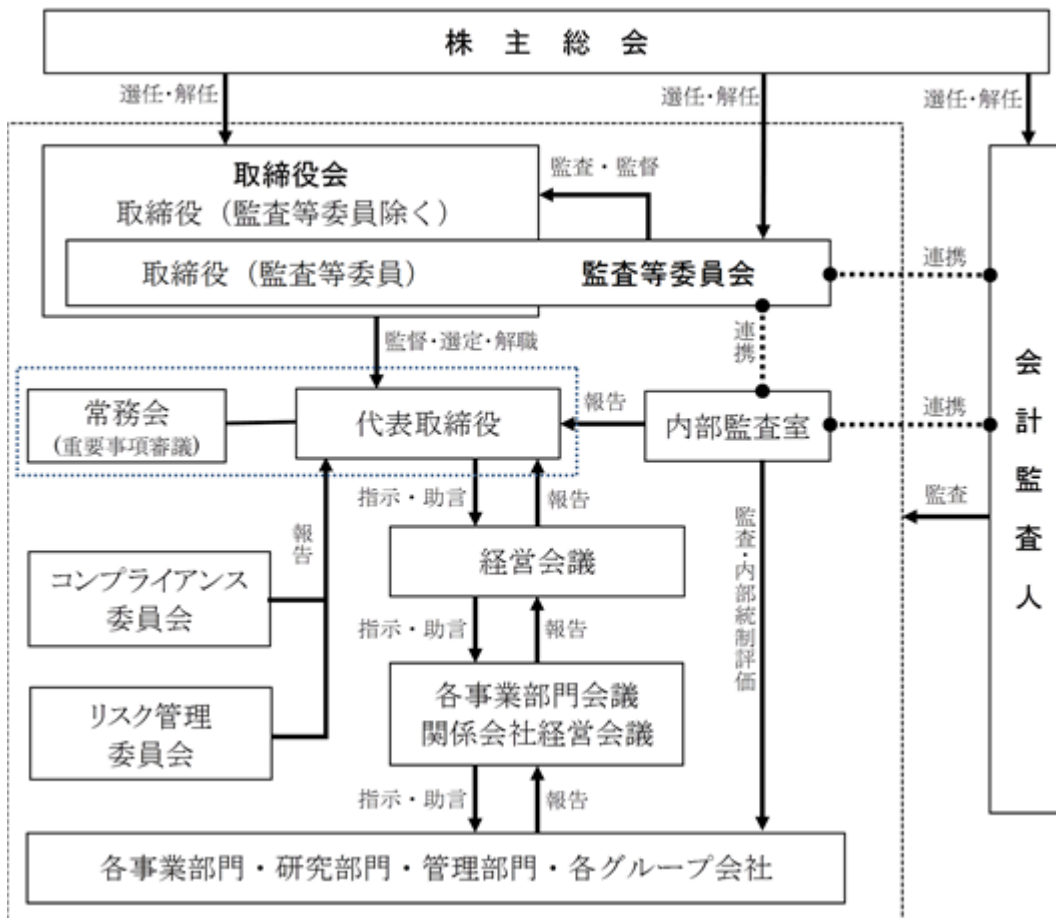 株 主 総 会
選任・解任
選任・解任
選任・解任
取締役会
取締役（監査等委員除く）
監査・監督
取締役（監査等委員）
監査等委員会
連携
監督・選定・解職
連携
常務会
(重要事項審議)
代表取締役
報告
内部監査室
連携
会計監査人
監査
指示・助言
報告
報告
経営会議
監査・内部統制評価
コンプライアンス
委員会
指示・助言
報告
各事業部門会議
関係会社経営会議
リスク管理
委員会
指示・助言
報告
各事業部門・研究部門・管理部門・各グループ会社